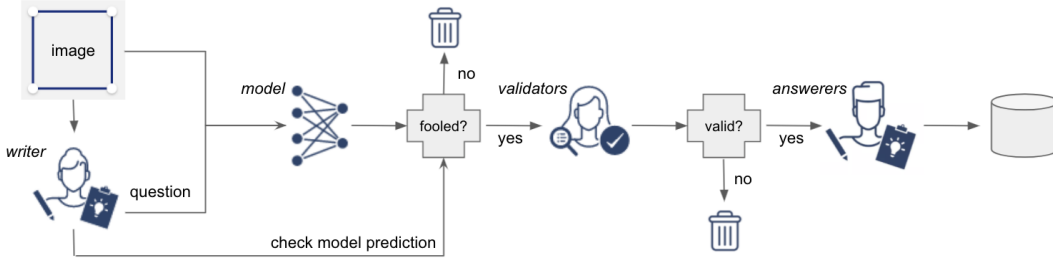 image
writer
question
check model prediction
model
fooled?
no
yes
validators
valid?
no
yes
answerers